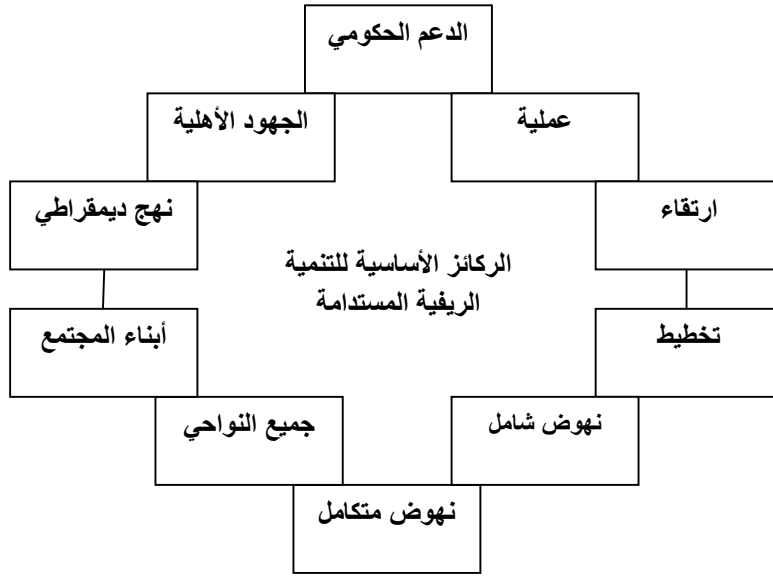 الدعم الحكومي
عملية
الجهود الأهلية
ارتقاء
نهج ديمقراطي
الركائز الأساسية للتنمية
الريفية المستدامة
تخطيط
أبناء المجتمع
نهوض شامل
جميع النواحي
نهوض متكامل